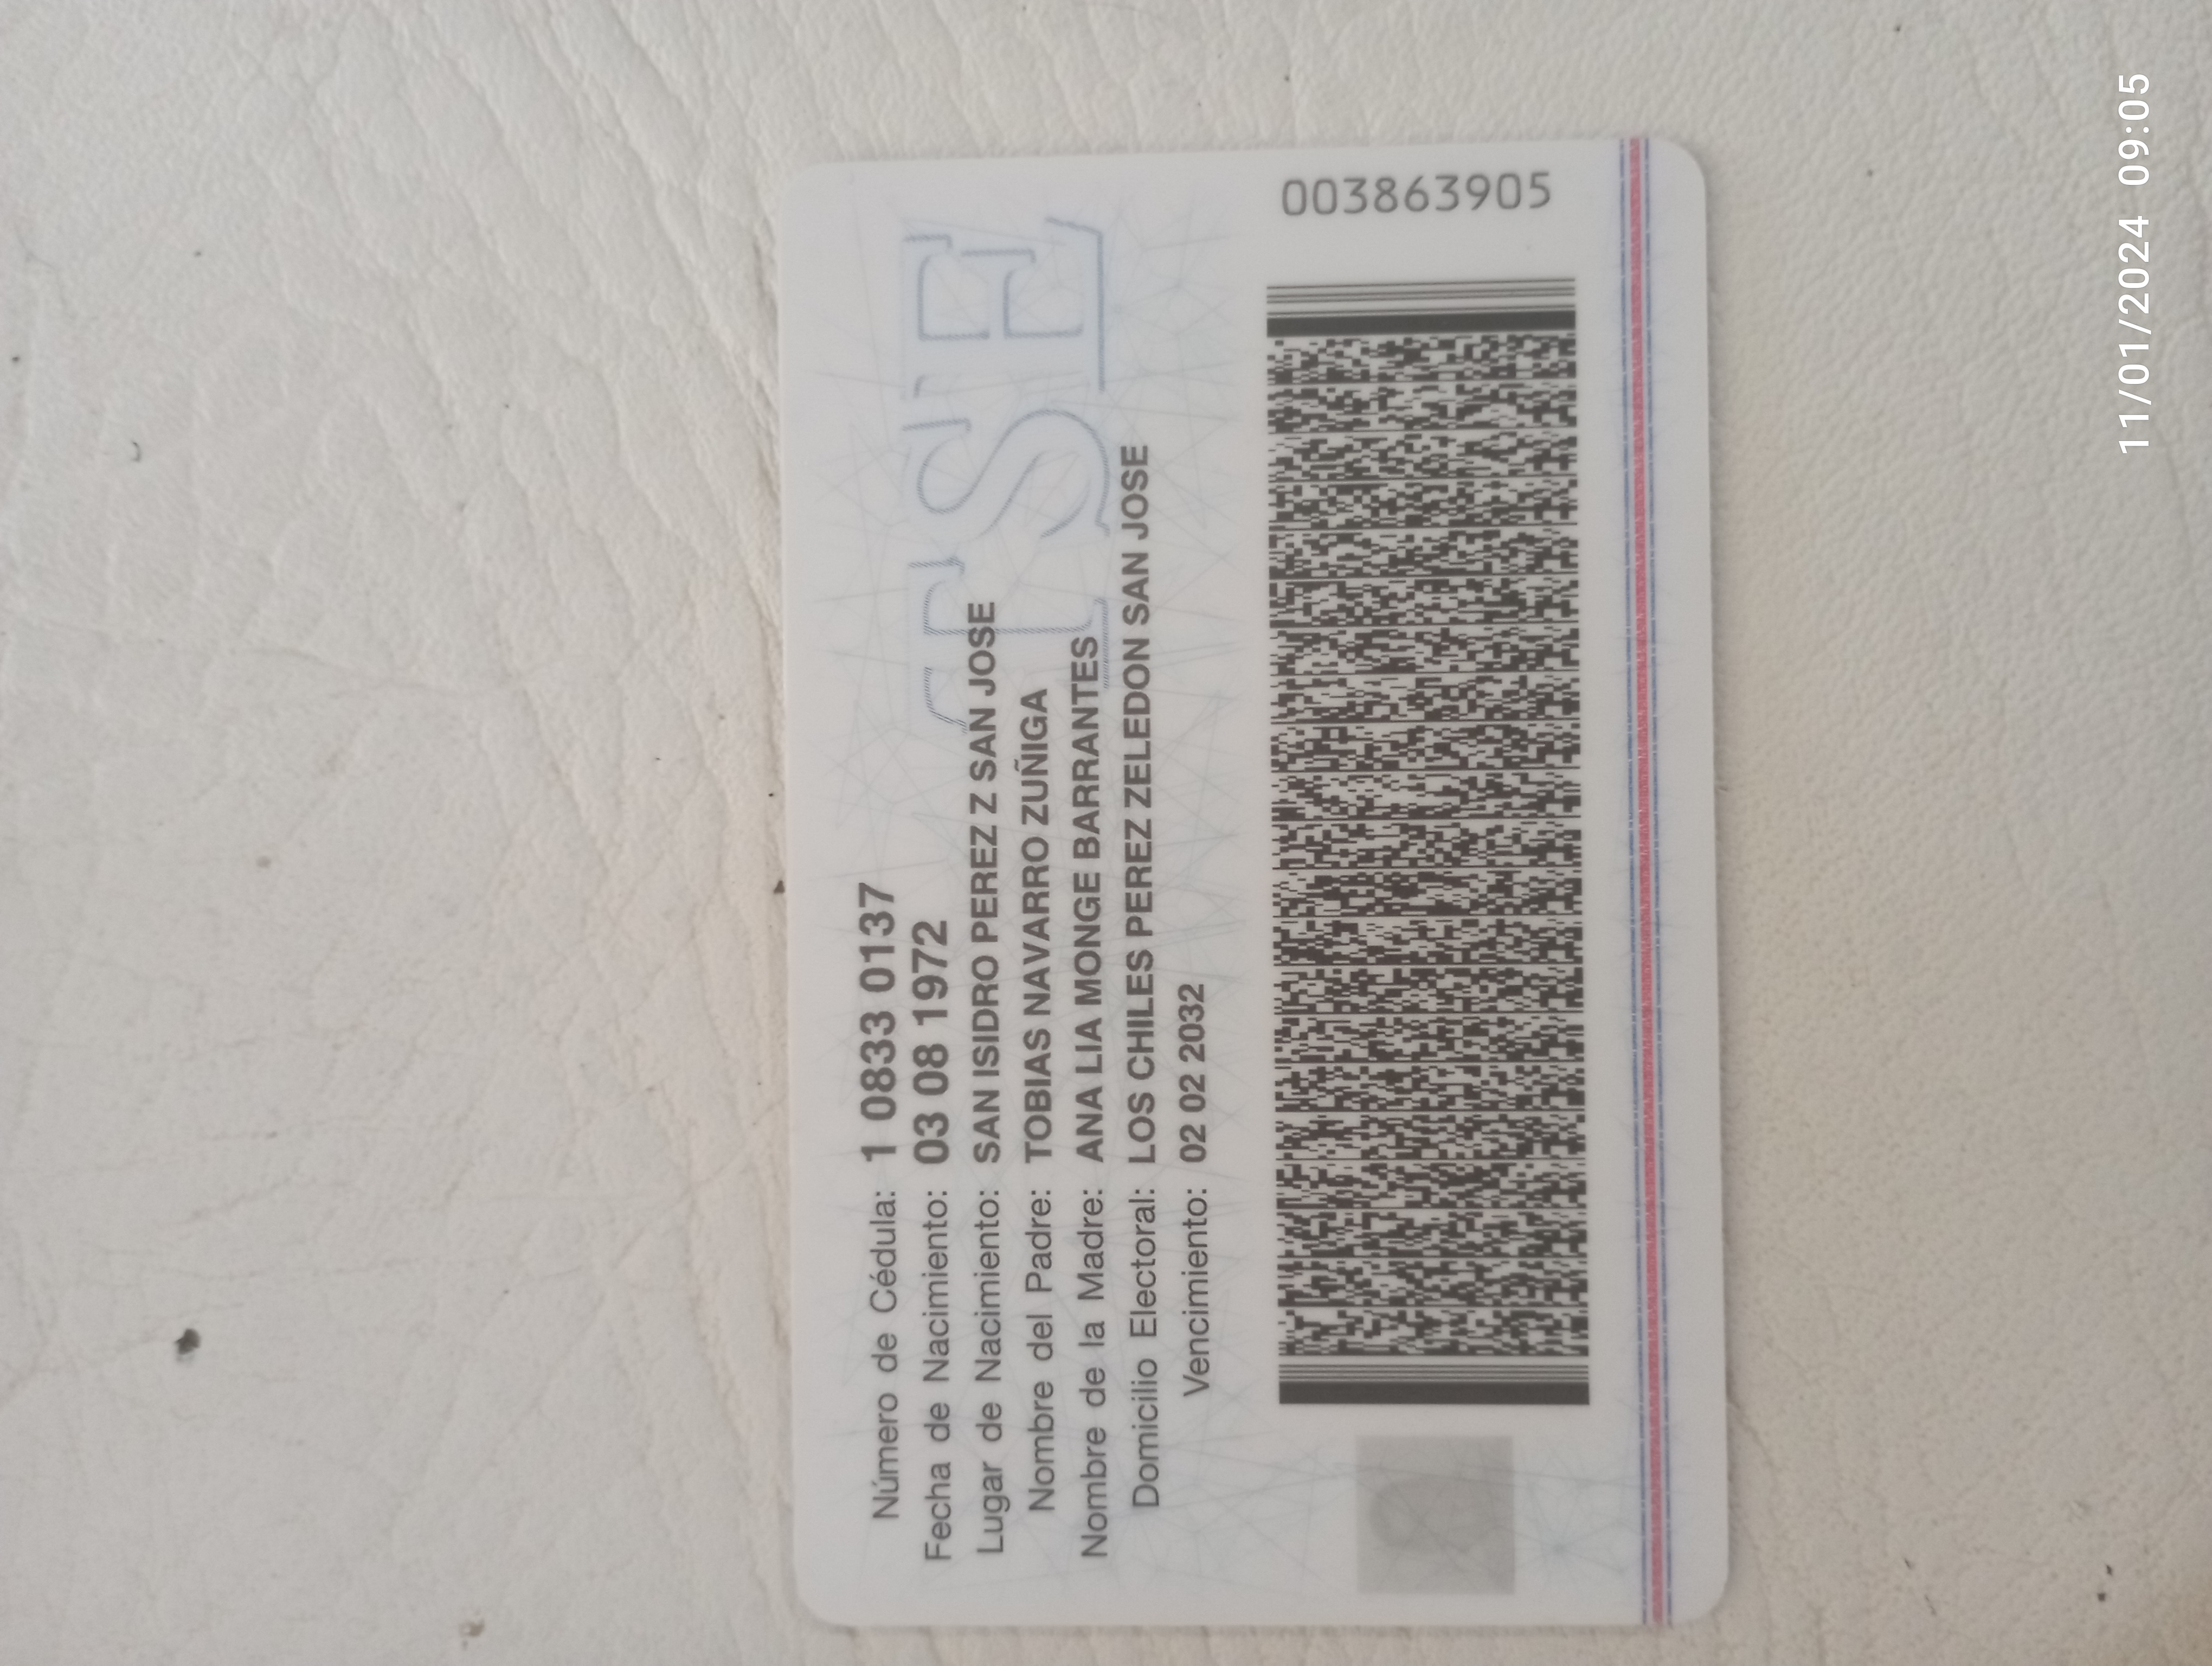 Número de Cédula: 1 0833 0137
Fecha de Nacimiento: 03 08 1972
Lugar de Nacimiento: SAN ISIDRO PEREZ Z SAN JOSE
Nombre del Padre: TOBIAS NAVARRO ZUÑIGA
Nombre de la Madre: ANA LIA MONGE BARRANTES
Domicilio Electoral: LOS CHILES PEREZ ZELEDON SAN JOSE
Vencimiento: 02 02 2032
TSE
003863905
11/01/2024 09:05